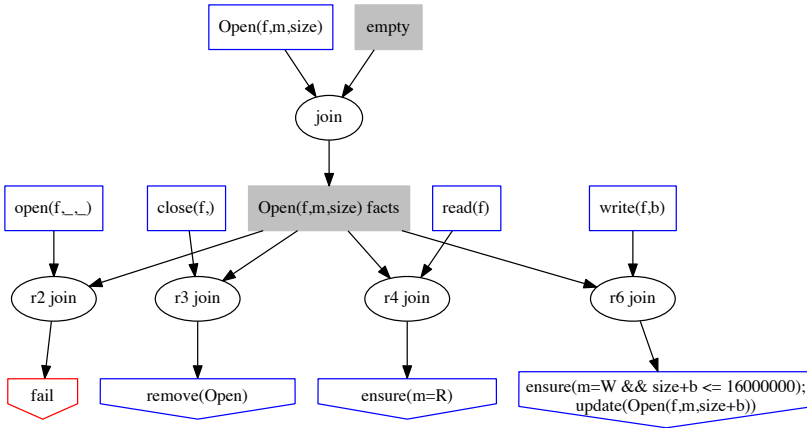 Open(f,m,size)
empty
join
open(f,_,_)
close(f,)
Open(f,m,size) facts
read(f)
write(f,b)
r2 join
r3 join
r4 join
r6 join
fail
remove(Open)
ensure(m=R)
ensure(m=W && size+b <= 16000000);
update(Open(f,m,size+b))